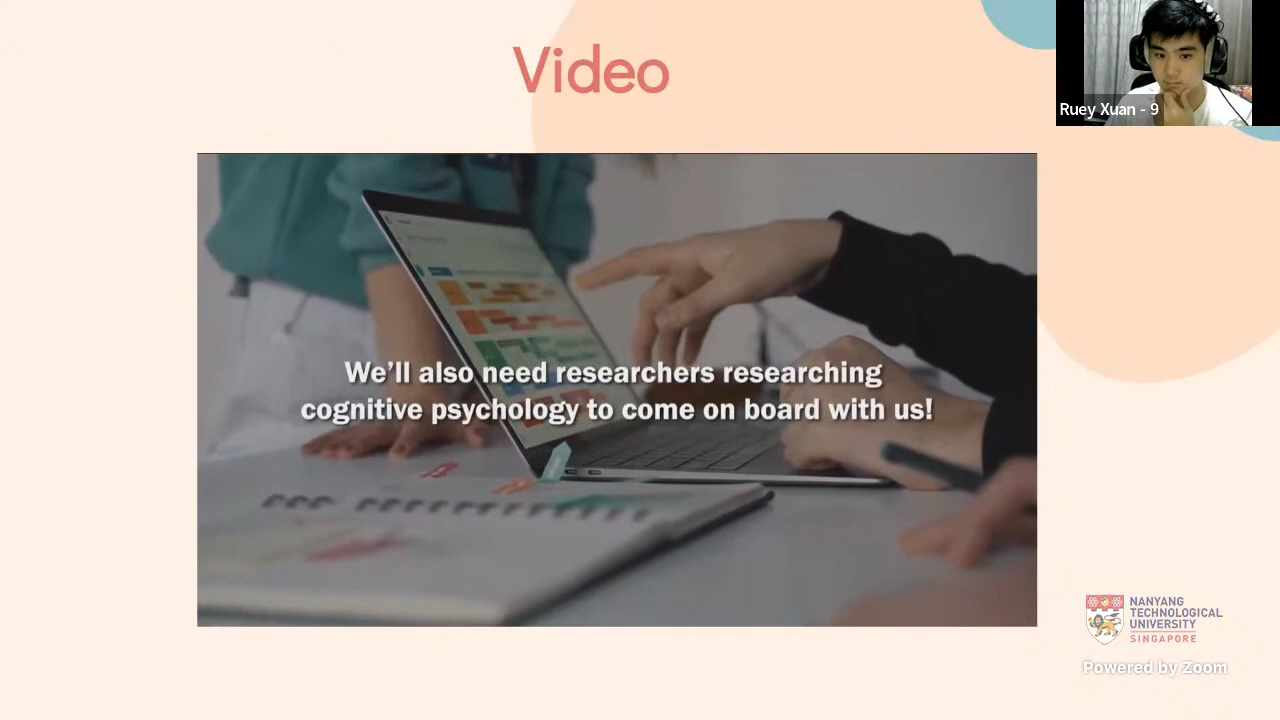 Video
Ruey Xuan - 9
We’ll also need researchers researching
cognitive psychology to come on board with us!
NANYANG
TECHNOLOGICAL
UNIVERSITY
SINGAPORE
Powered by Zoom